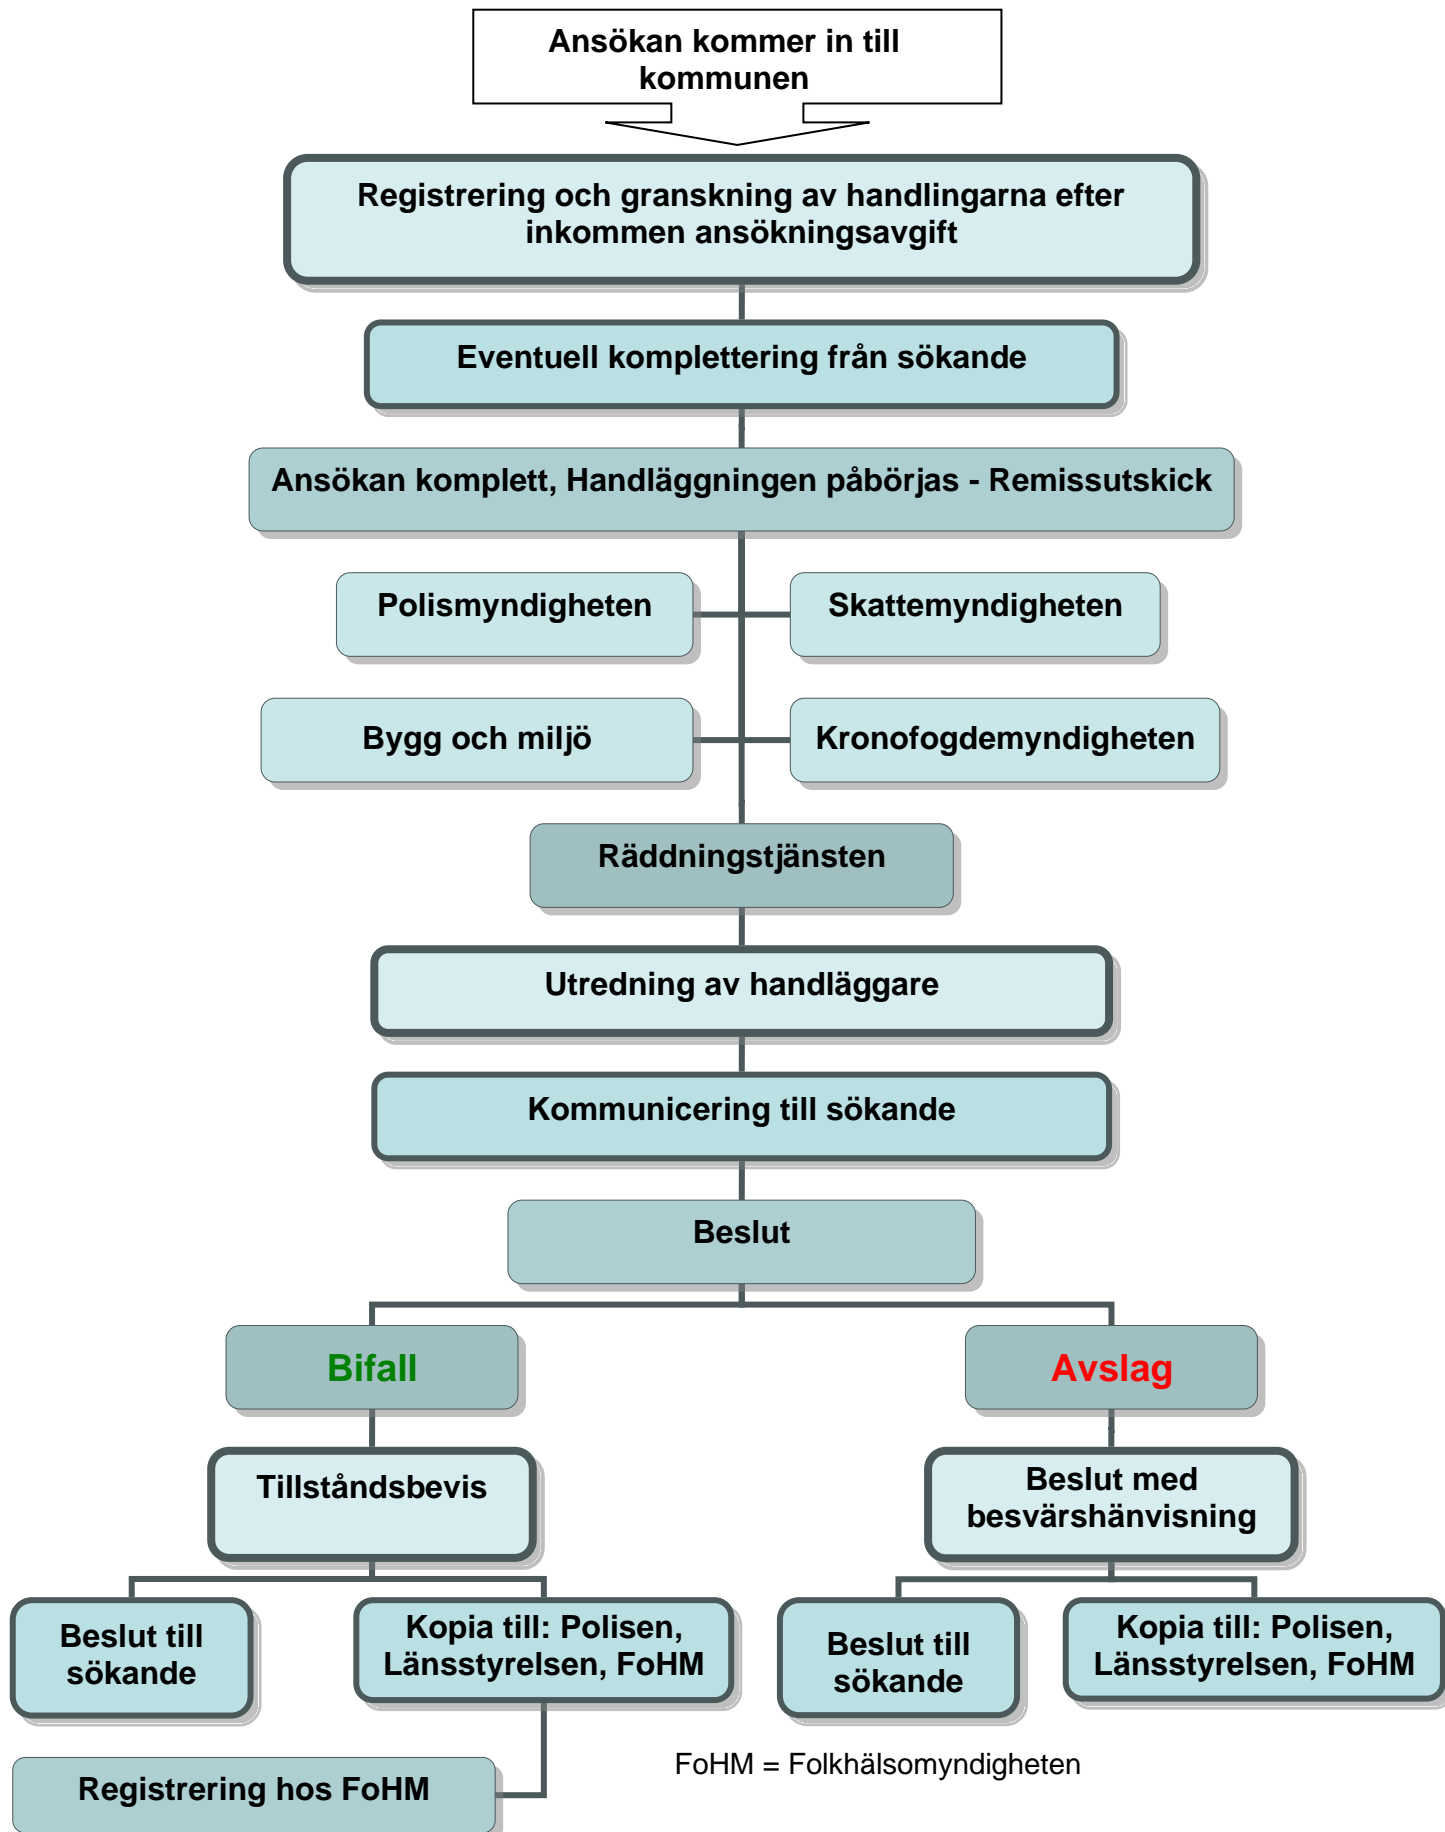 Ansökan kommer in till
kommunen
Registrering och granskning av handlingarna efter
inkommen ansökningsavgift
Eventuell komplettering från sökande
Ansökan komplett, Handläggningen påbörjas - Remissutskick
Polismyndigheten
Skattemyndigheten
Bygg och miljö
Kronofogdemyndigheten
Räddningstjänsten
Utredning av handläggare
Kommunicering till sökande
Beslut
Bifall
Avslag
Tillståndsbevis
Beslut med
besvärshänvisning
Beslut till
sökande
Kopia till: Polisen,
Länsstyrelsen, FoHM
Beslut till
sökande
Kopia till: Polisen,
Länsstyrelsen, FoHM
Registrering hos FoHM
FoHM = Folkhälsomyndigheten